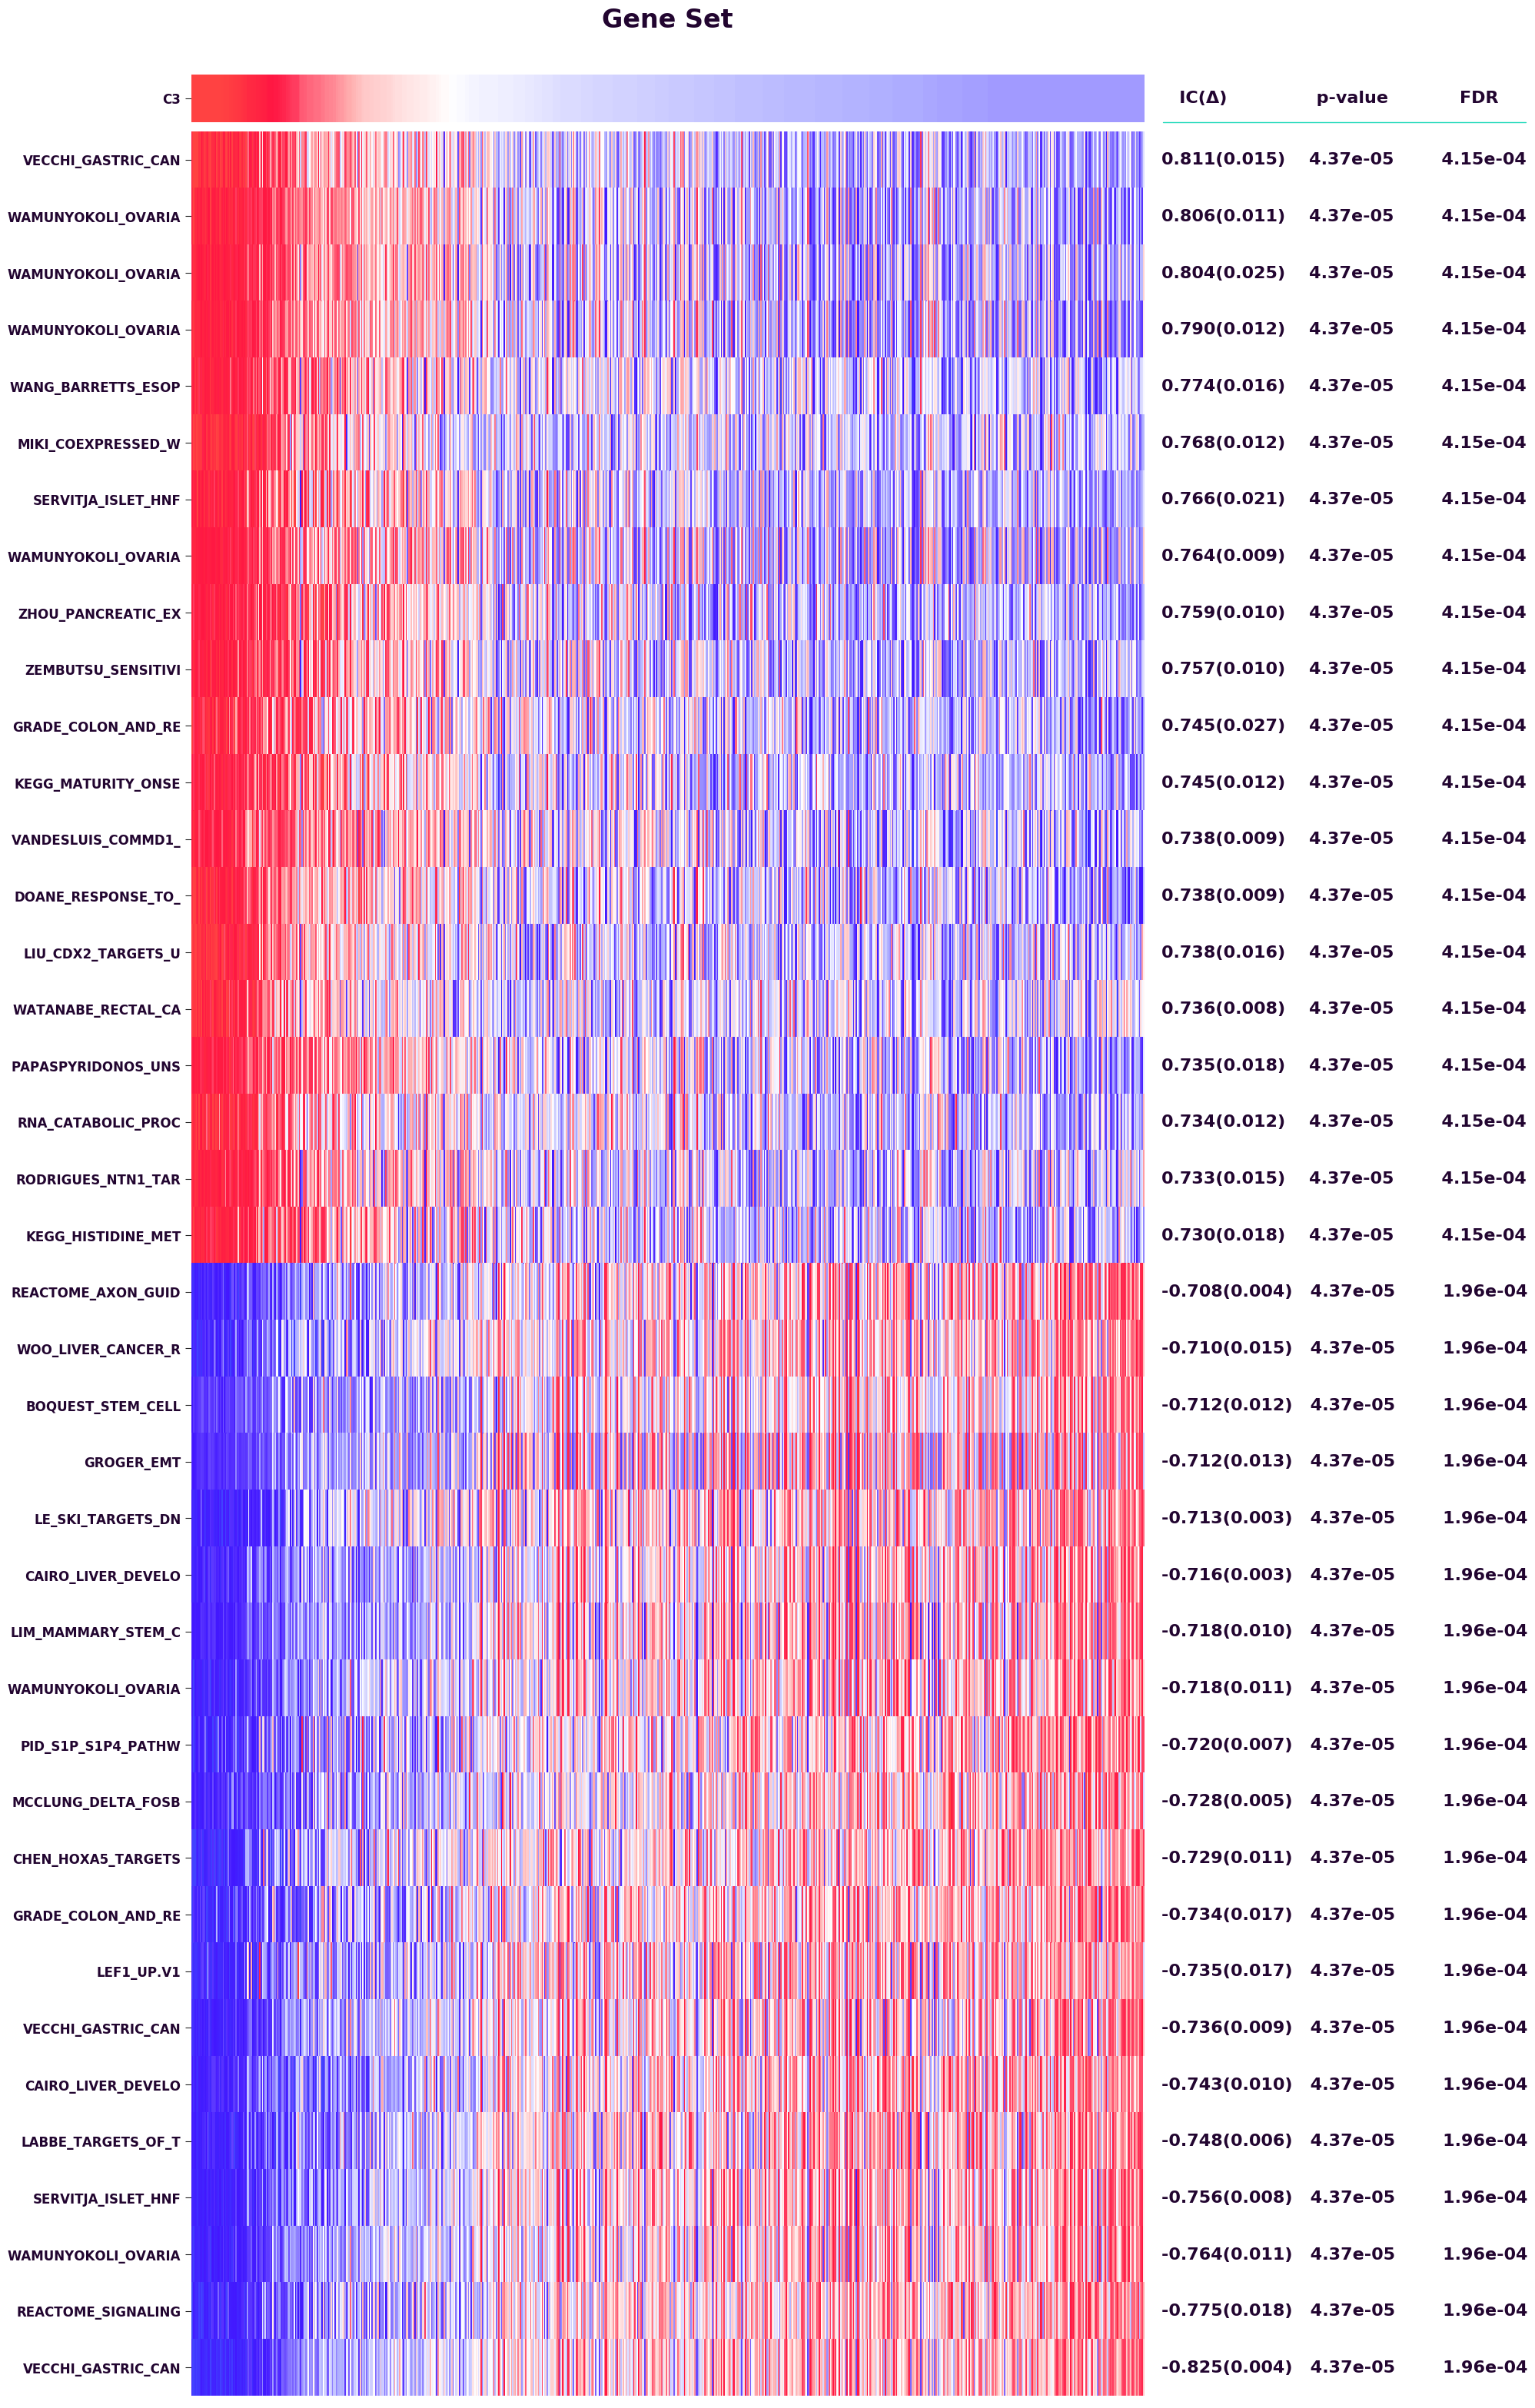 Gene Set
C3 IC(Δ) p-value FDR
VECCHI_GASTRIC_CAN 0.811(0.015) 4.37e-05 4.15e-04
WAMUNYOKOLI_OVARIA 0.806(0.011) 4.37e-05 4.15e-04
WAMUNYOKOLI_OVARIA 0.804(0.025) 4.37e-05 4.15e-04
WAMUNYOKOLI_OVARIA 0.790(0.012) 4.37e-05 4.15e-04
WANG_BARRETTS_ESOP 0.774(0.016) 4.37e-05 4.15e-04
MIKI_COEXPRESSED_W 0.768(0.012) 4.37e-05 4.15e-04
SERVITJA_ISLET_HNF 0.766(0.021) 4.37e-05 4.15e-04
WAMUNYOKOLI_OVARIA 0.764(0.009) 4.37e-05 4.15e-04
ZHOU_PANCREATIC_EX 0.759(0.010) 4.37e-05 4.15e-04
ZEMBUTSU_SENSITIVI 0.757(0.010) 4.37e-05 4.15e-04
GRADE_COLON_AND_RE 0.745(0.027) 4.37e-05 4.15e-04
KEGG_MATURITY_ONSE 0.745(0.012) 4.37e-05 4.15e-04
VANDESLUIS_COMMD1_ 0.738(0.009) 4.37e-05 4.15e-04
DOANE_RESPONSE_TO_ 0.738(0.009) 4.37e-05 4.15e-04
LIU_CDX2_TARGETS_U 0.738(0.016) 4.37e-05 4.15e-04
WATANABE_RECTAL_CA 0.736(0.008) 4.37e-05 4.15e-04
PAPASPYRIDONOS_UNS 0.735(0.018) 4.37e-05 4.15e-04
RNA_CATABOLIC_PROC 0.734(0.012) 4.37e-05 4.15e-04
RODRIGUES_NTN1_TAR 0.733(0.015) 4.37e-05 4.15e-04
KEGG_HISTIDINE_MET 0.730(0.018) 4.37e-05 4.15e-04
REACTOME_AXON_GUID -0.708(0.004) 4.37e-05 1.96e-04
WOO_LIVER_CANCER_R -0.710(0.015) 4.37e-05 1.96e-04
BOQUEST_STEM_CELL -0.712(0.012) 4.37e-05 1.96e-04
GROGER_EMT -0.712(0.013) 4.37e-05 1.96e-04
LE_SKI_TARGETS_DN -0.713(0.003) 4.37e-05 1.96e-04
CAIRO_LIVER_DEVELO -0.716(0.003) 4.37e-05 1.96e-04
LIM_MAMMARY_STEM_C -0.718(0.010) 4.37e-05 1.96e-04
WAMUNYOKOLI_OVARIA -0.718(0.011) 4.37e-05 1.96e-04
PID_S1P_S1P4_PATHW -0.720(0.007) 4.37e-05 1.96e-04
MCCLUNG_DELTA_FOSB -0.728(0.005) 4.37e-05 1.96e-04
CHEN_HOXA5_TARGETS -0.729(0.011) 4.37e-05 1.96e-04
GRADE_COLON_AND_RE -0.734(0.017) 4.37e-05 1.96e-04
LEF1_UP.V1 -0.735(0.017) 4.37e-05 1.96e-04
VECCHI_GASTRIC_CAN -0.736(0.009) 4.37e-05 1.96e-04
CAIRO_LIVER_DEVELO -0.743(0.010) 4.37e-05 1.96e-04
LABBE_TARGETS_OF_T -0.748(0.006) 4.37e-05 1.96e-04
SERVITJA_ISLET_HNF -0.756(0.008) 4.37e-05 1.96e-04
WAMUNYOKOLI_OVARIA -0.764(0.011) 4.37e-05 1.96e-04
REACTOME_SIGNALING -0.775(0.018) 4.37e-05 1.96e-04
VECCHI_GASTRIC_CAN -0.825(0.004) 4.37e-05 1.96e-04